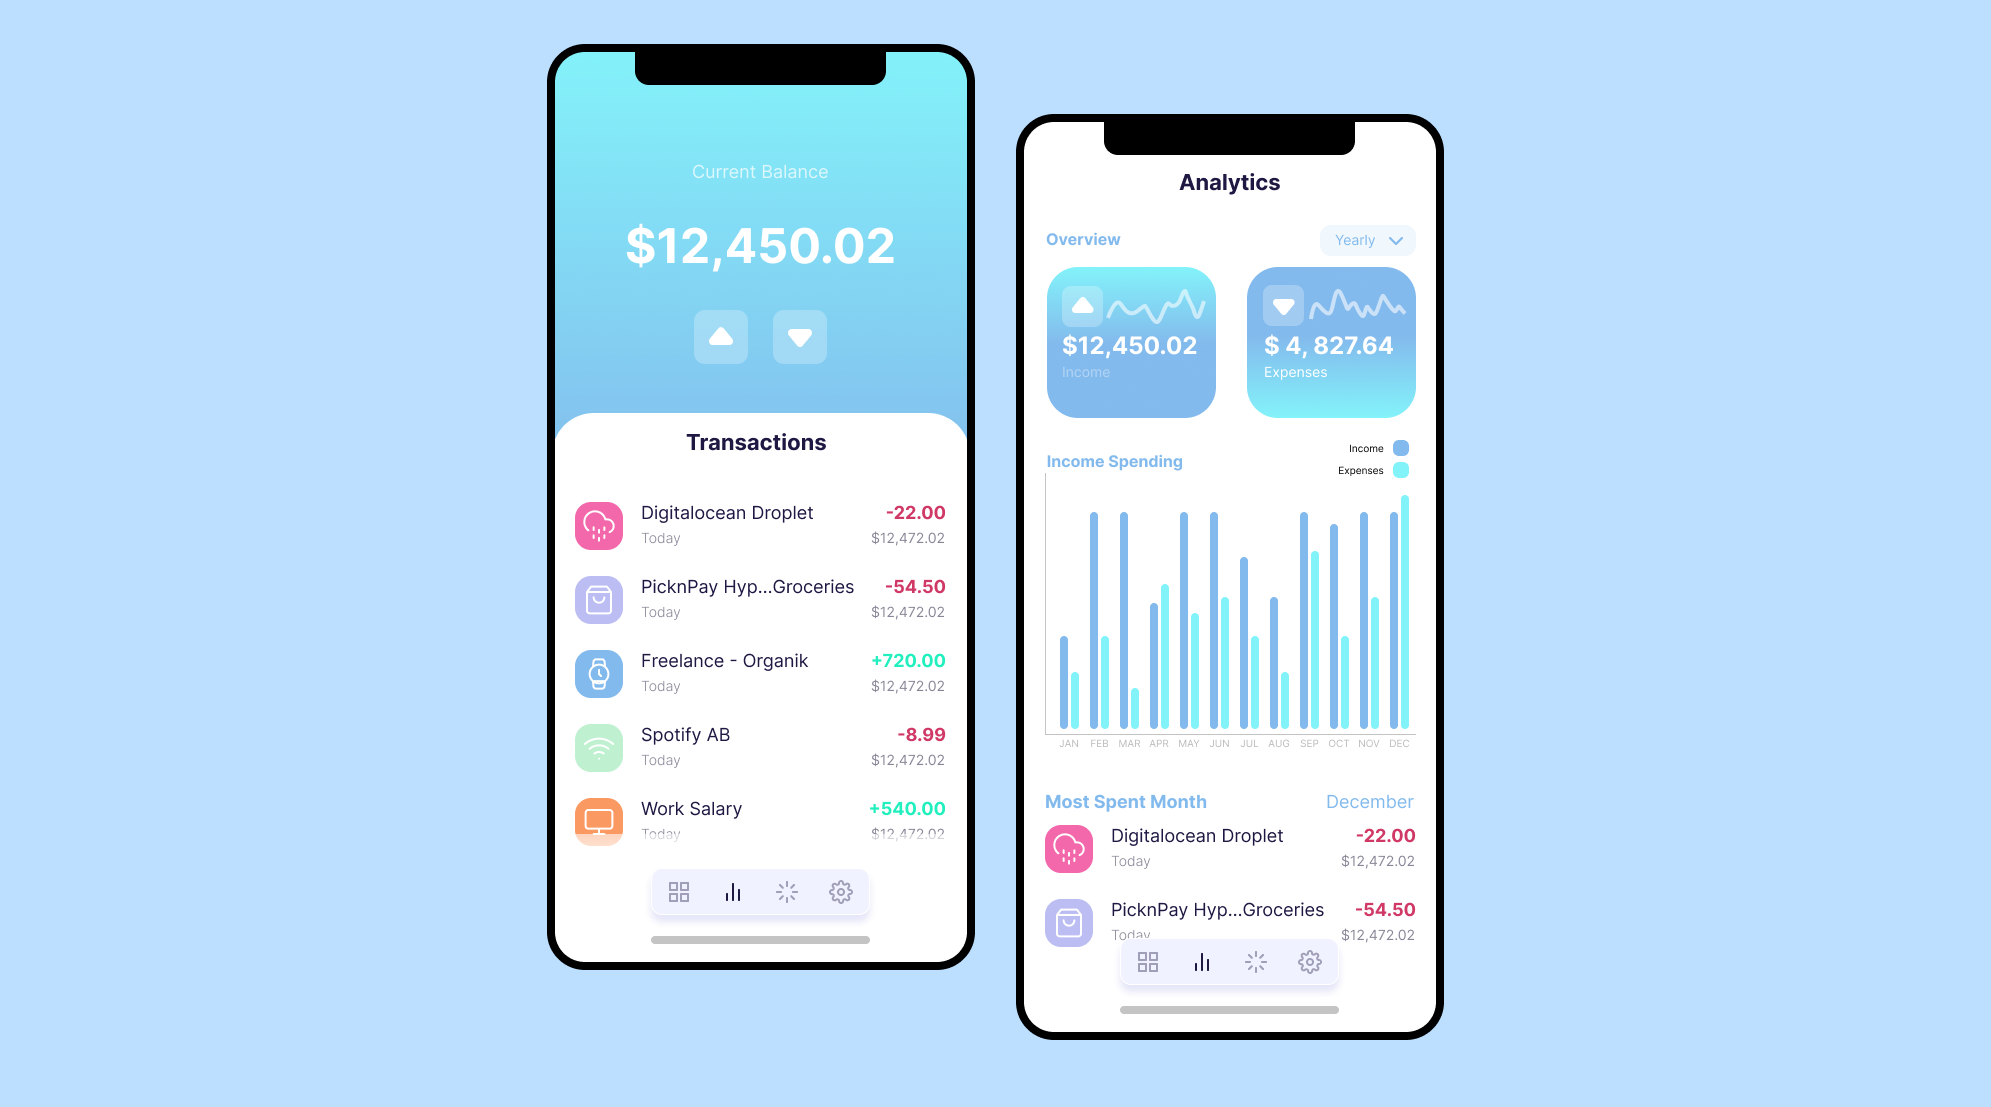 Current Balance
$12,450.02
Transactions
Digitalocean Droplet -22.00
Today $12,472.02
PicknPay Hyp...Groceries -54.50
Today $12,472.02
Freelance - Organik +720.00
Today $12,472.02
Spotify AB -8.99
Today $12,472.02
Work Salary +540.00
Today $12,472.02
Analytics
Overview Yearly
$12,450.02 $ 4, 827.64
Income Expenses
Income
Expenses
Income Spending
JAN FEB MAR APR MAY JUN JUL AUG SEP OCT NOV DEC
Most Spent Month December
Digitalocean Droplet -22.00
Today $12,472.02
PicknPay Hyp...Groceries -54.50
Today $12,472.02